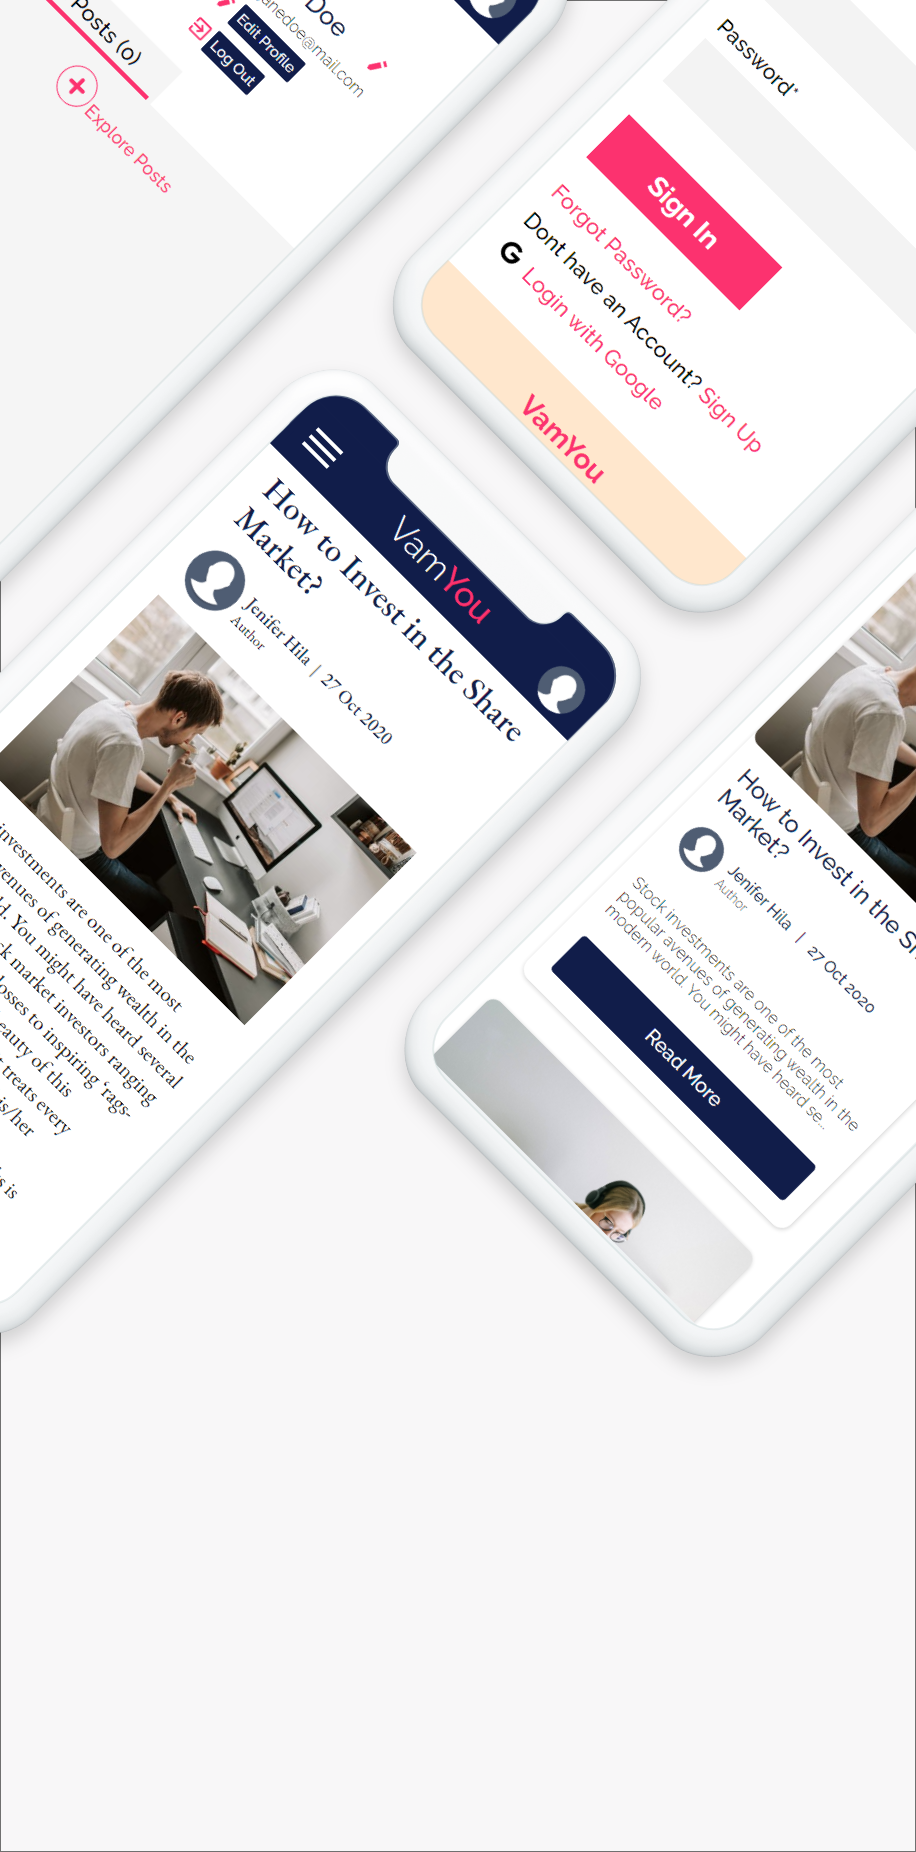 Doe
janedoe@mail.com
Edit Profile
Log Out
Posts (0)
Explore Posts
Password*
Sign In
Forgot Password?
Dont have an Account? Sign Up
G Login with Google
VamYou
VamYou
How to Invest in the Share
Market?
Jenifer Hila | 27 Oct 2020
Author
investments are one of the most
of generating wealth in the
You might have heard several
market investors ranging
losses to inspiring ‘rags-
of this
treats every
is/her
is
How to Invest in the
Market?
Jenifer Hila | 27 Oct 2020
Author
Stock investments are one of the most
popular avenues of generating wealth in the
modern world. You might have heard se...
Read More